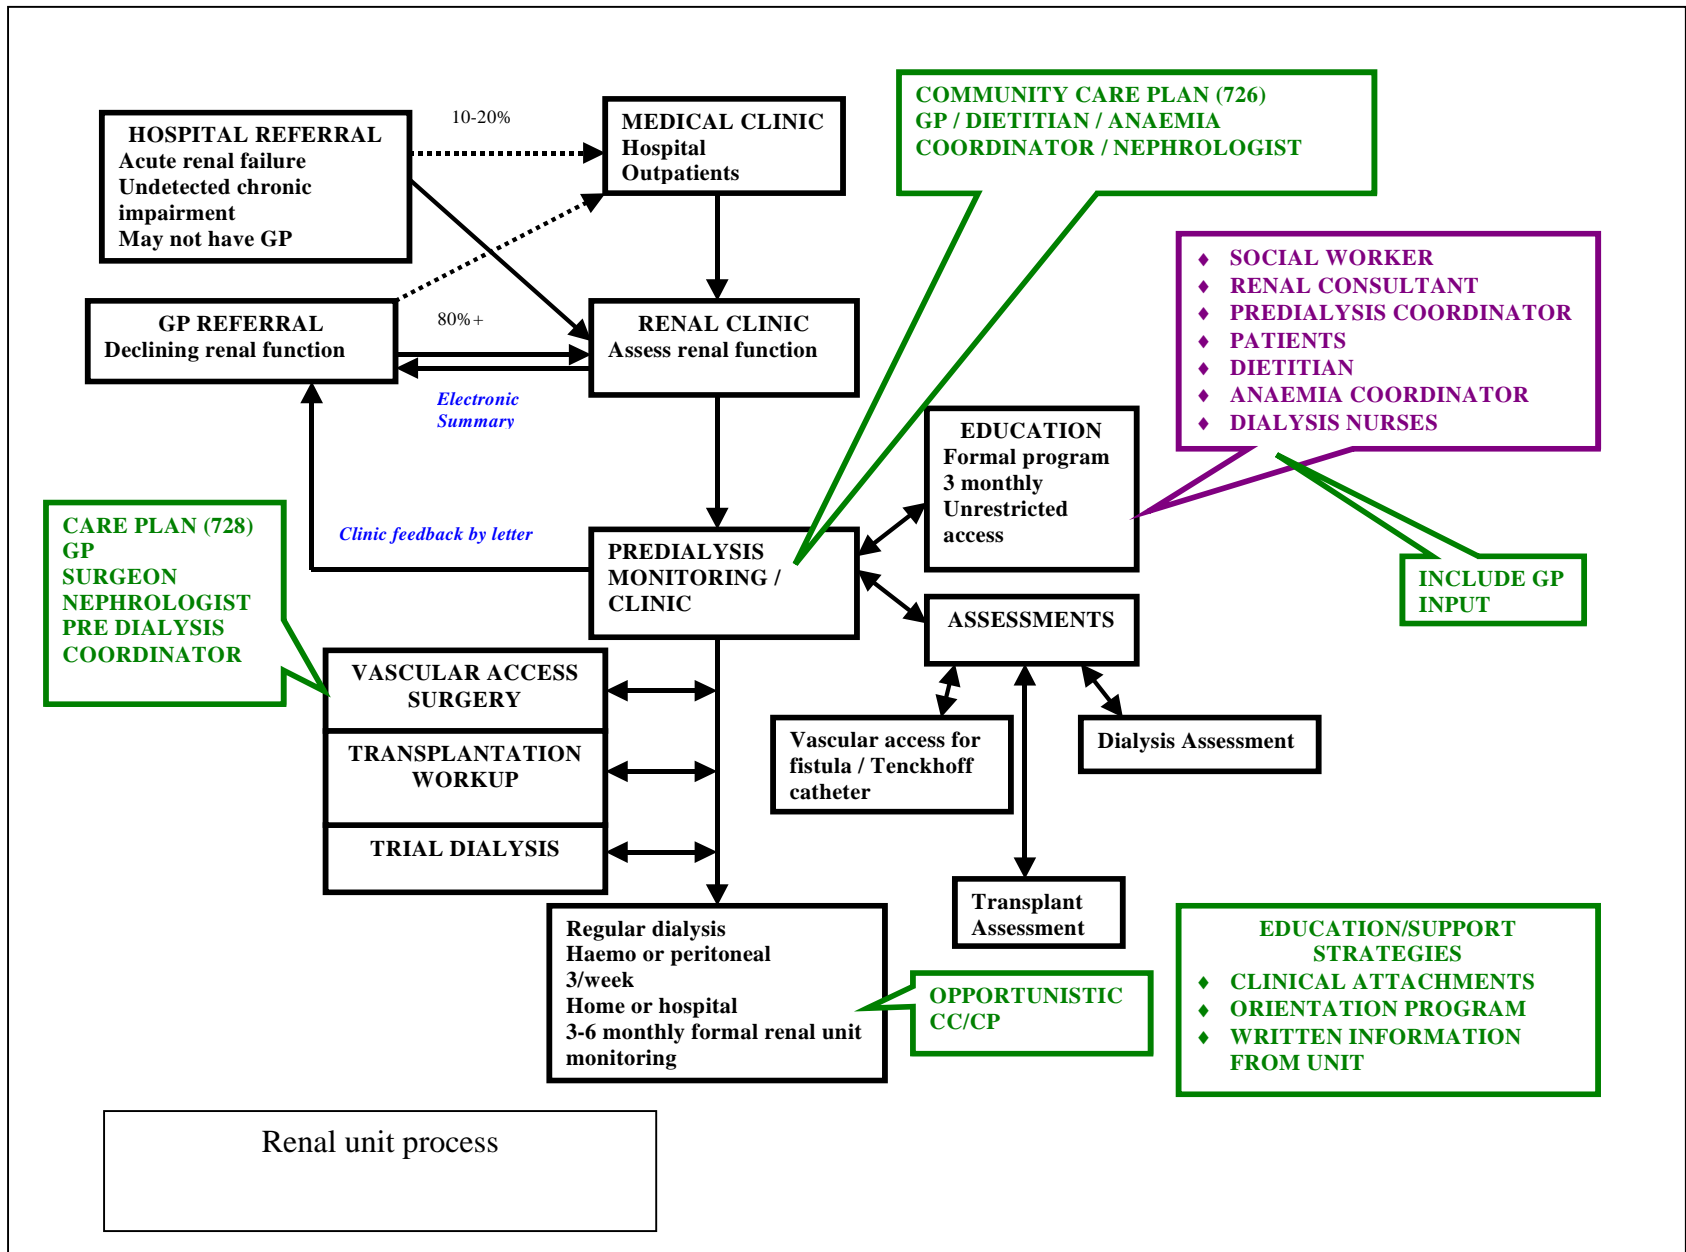 HOSPITAL REFERRAL
Acute renal failure
Undetected chronic
impairment
May not have GP
10-20%
MEDICAL CLINIC
Hospital
Outpatients
COMMUNITY CARE PLAN (726)
GP / DIETITIAN / ANAEMIA
COORDINATOR / NEPHROLOGIST
♦ SOCIAL WORKER
♦ RENAL CONSULTANT
♦ PREDIALYSIS COORDINATOR
♦ PATIENTS
♦ DIETITIAN
♦ ANAEMIA COORDINATOR
♦ DIALYSIS NURSES
GP REFERRAL
Declining renal function
80%+
RENAL CLINIC
Assess renal function
Electronic
Summary
EDUCATION
Formal program
3 monthly
Unrestricted
access
CARE PLAN (728)
GP
SURGEON
NEPHROLOGIST
PRE DIALYSIS
COORDINATOR
Clinic feedback by letter
PREDIALYSIS
MONITORING /
CLINIC
INCLUDE GP
INPUT
ASSESSMENTS
VASCULAR ACCESS
SURGERY
TRANSPLANTATION
WORKUP
TRIAL DIALYSIS
Vascular access for
fistula / Tenckhoff
catheter
Dialysis Assessment
Transplant
Assessment
Regular dialysis
Haemo or peritoneal
3/week
Home or hospital
3-6 monthly formal renal unit
monitoring
OPPORTUNISTIC
CC/CP
EDUCATION/SUPPORT
STRATEGIES
♦ CLINICAL ATTACHMENTS
♦ ORIENTATION PROGRAM
♦ WRITTEN INFORMATION
FROM UNIT
Renal unit process